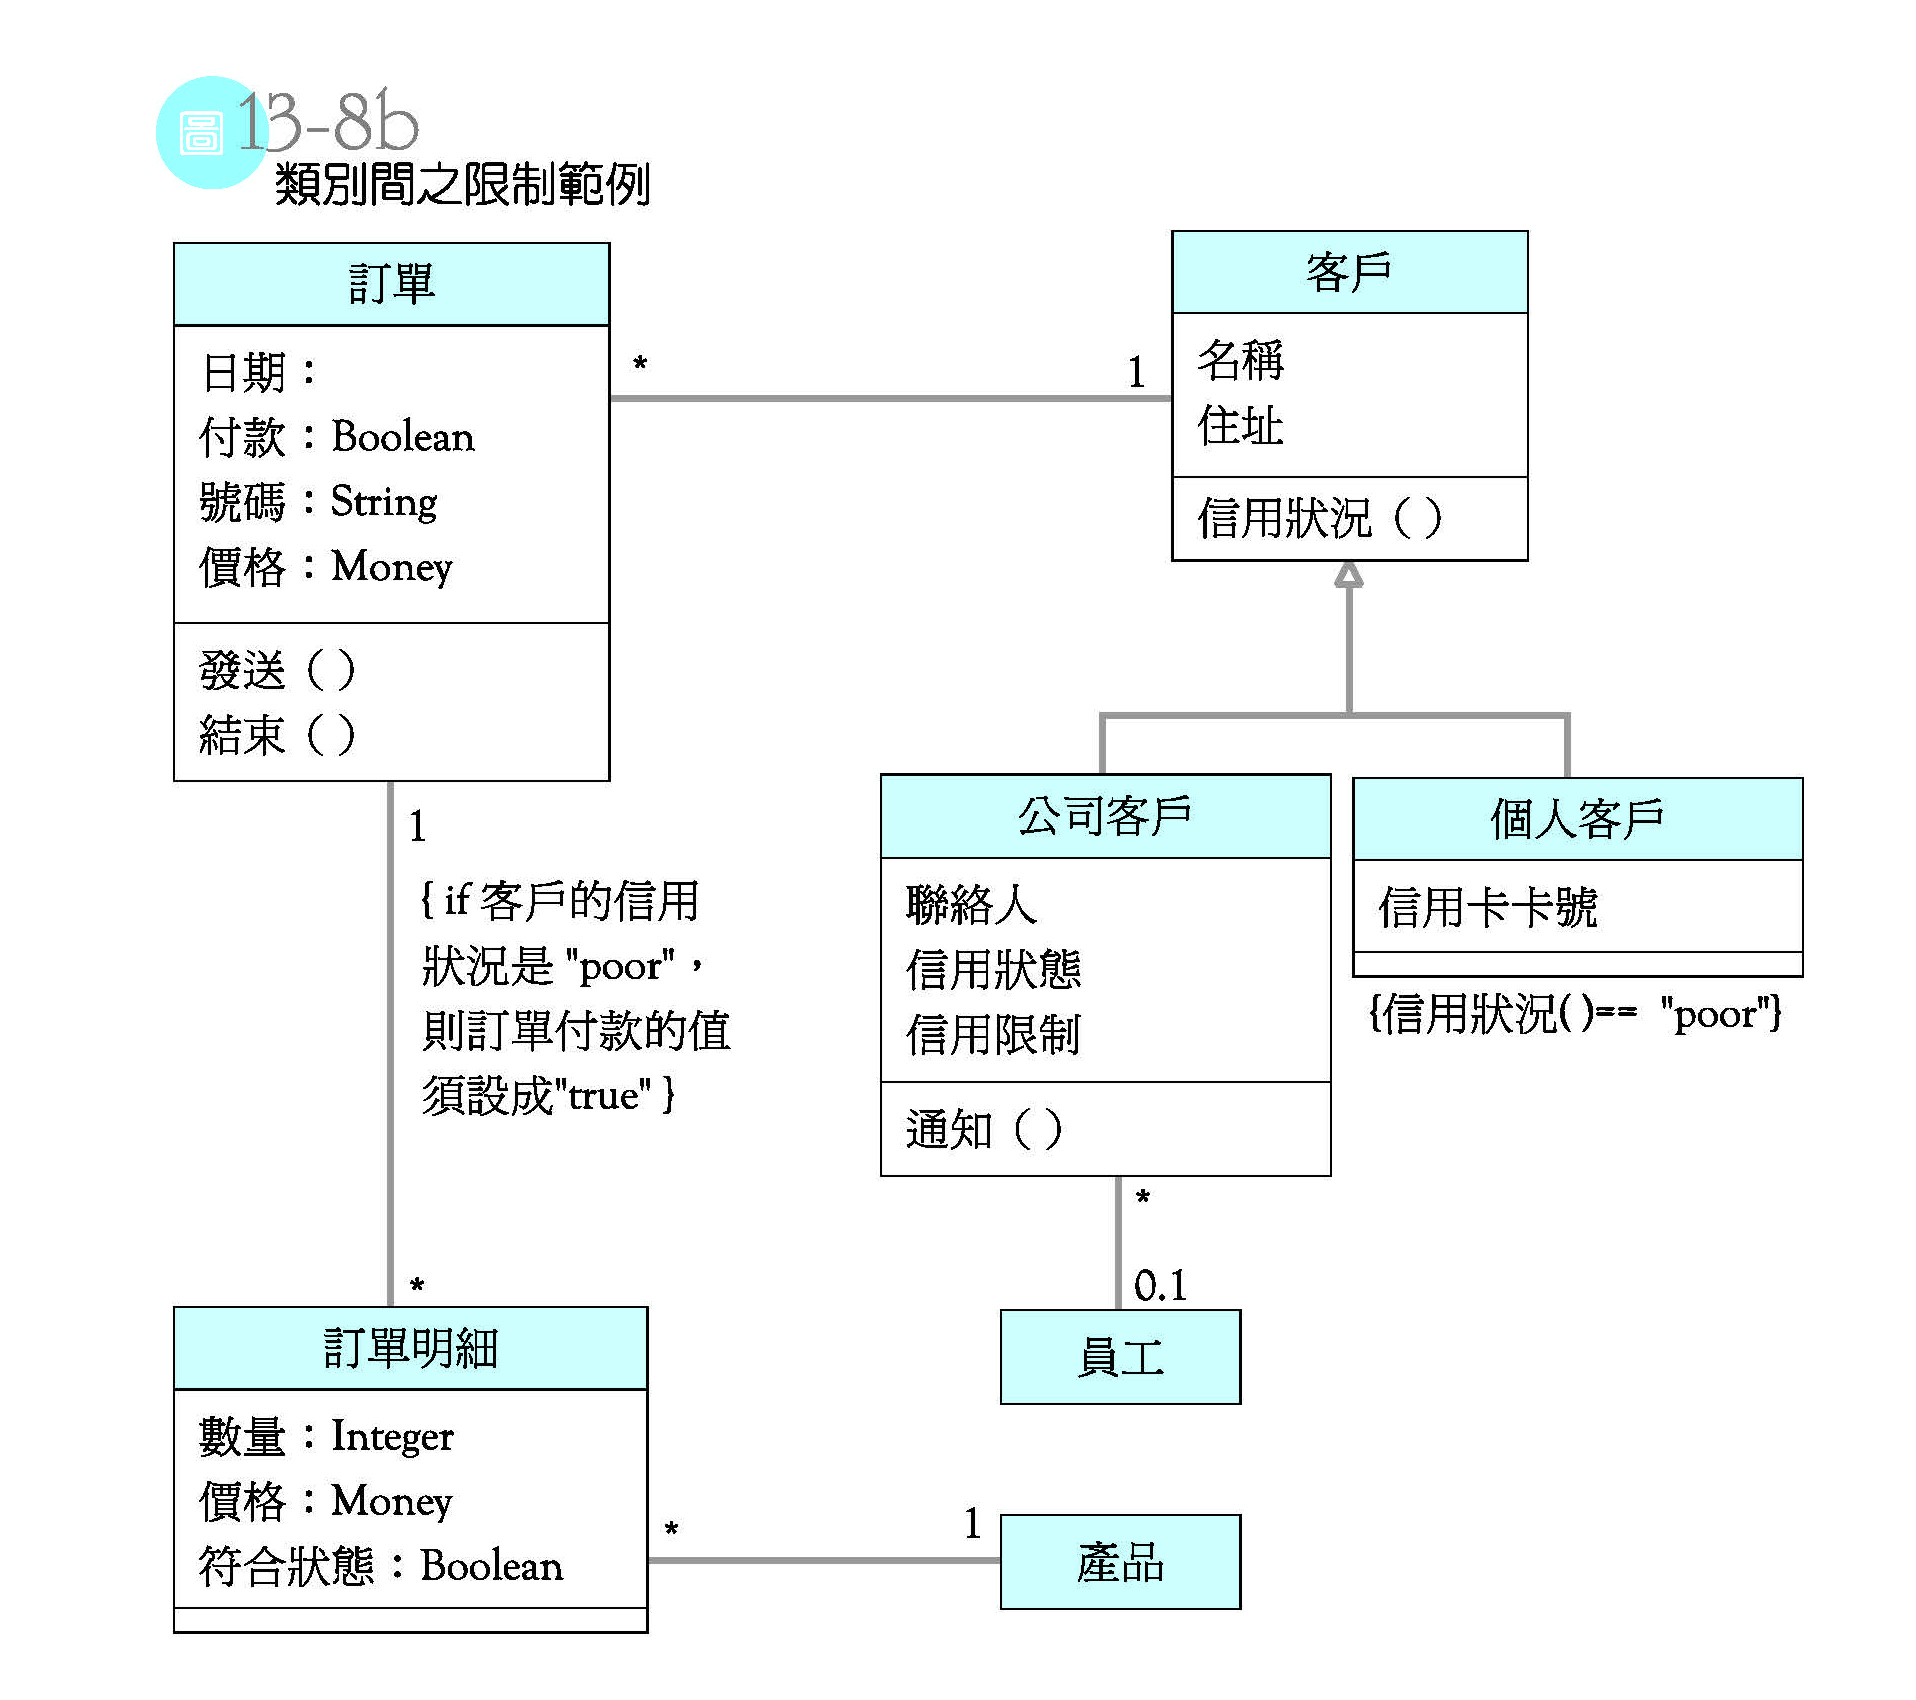 圖13-8b
類別間之限制範例
訂單
日期：
付款：Boolean
號碼：String
價格：Money
發送（）
結束（）
*
1
客戶
名稱
住址
信用狀況（）
1
{ if 客戶的信用
狀況是 "poor"，
則訂單付款的值
須設成"true" }
*
公司客戶
聯絡人
信用狀態
信用限制
通知（）
個人客戶
信用卡卡號
{信用狀況()== "poor"}
*
0.1
員工
訂單明細
數量：Integer
價格：Money
符合狀態：Boolean
*
1
產品